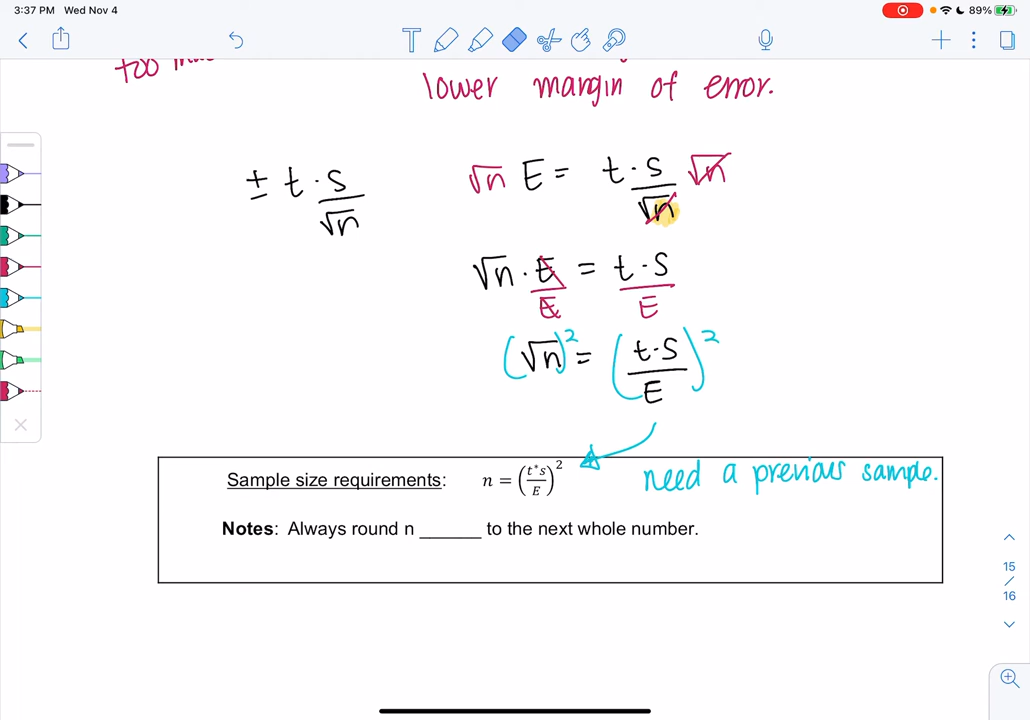 3:37 PM Wed Nov 4
89%
T
too
lower margin of error.
± t · s / √n
√n E = t · s / √n √n
√n · E / E = t · s / E
(√n)² = (t · s / E)²
Sample size requirements: n = (t*s / E)² need a previous sample.
Notes: Always round n ______ to the next whole number.
15
/
16